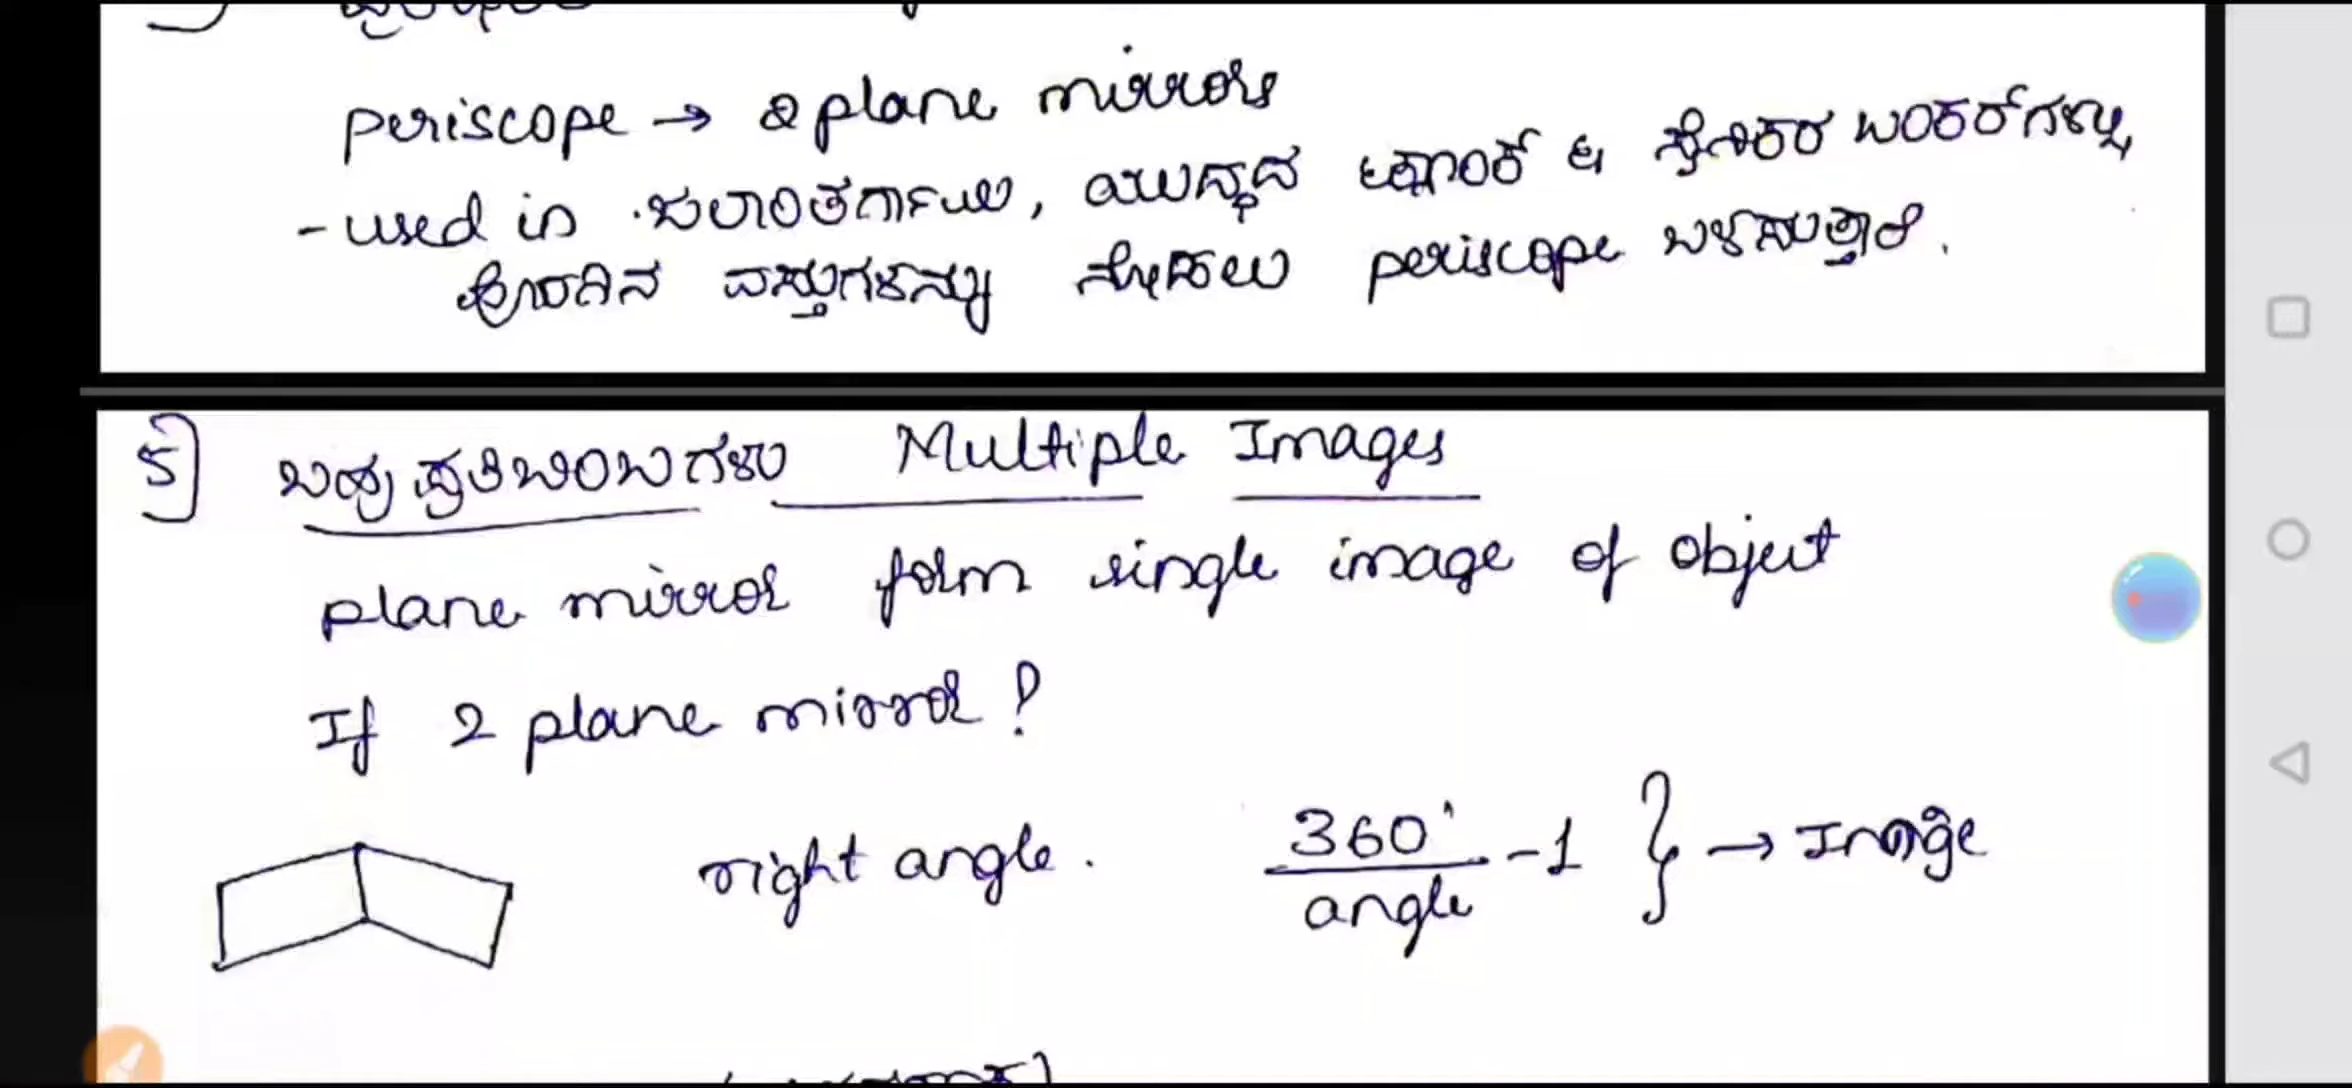 periscope → 2 plane mirrors
- used in ಜಲಾಂತರ್ಗಾಮಿ, ಯುದ್ಧದ ಟ್ಯಾಂಕ್ & ಸೈನಿಕರ ಬಂಕರ್‌ಗಳಲ್ಲಿ
ಹೊರಗಿನ ವಸ್ತುಗಳನ್ನು ನೋಡಲು periscope ಬಳಸುತ್ತಾರೆ.
5] ಬಹು ಪ್ರತಿಬಿಂಬಗಳು Multiple Images
plane mirror form single image of object
If 2 plane mirror?
right angle. 360°/angle -1 } → Image